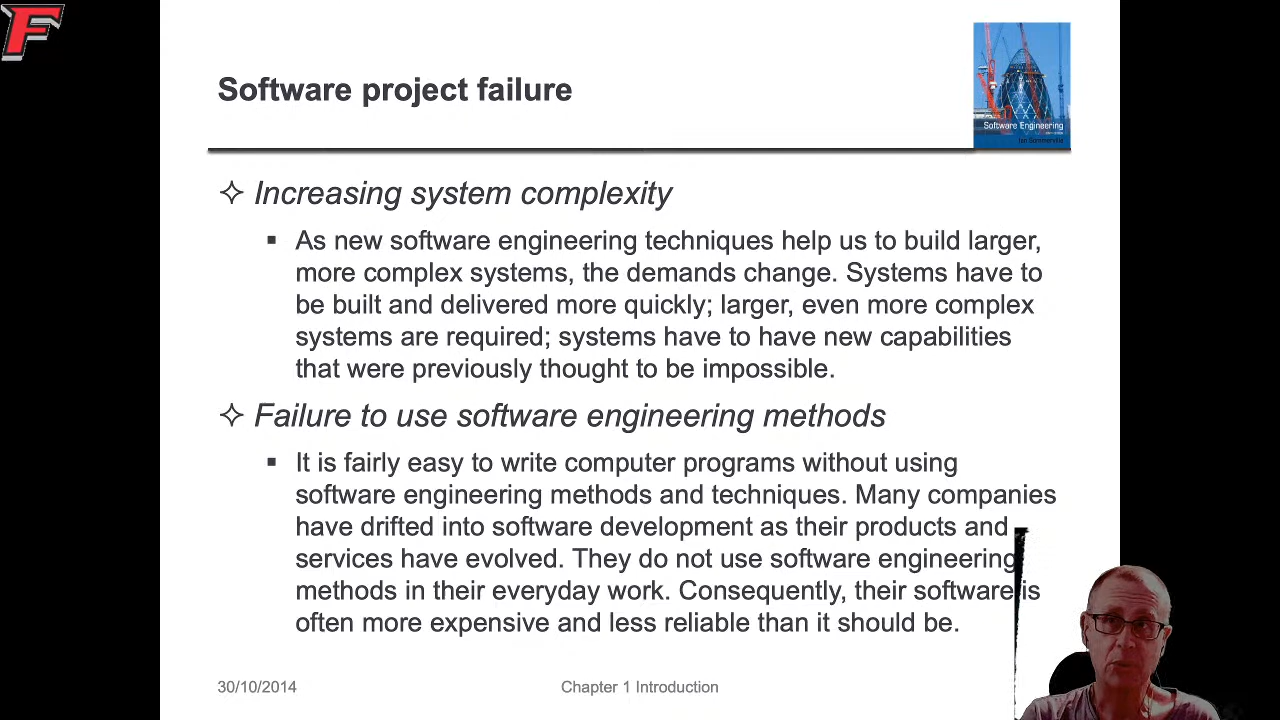 F
Software project failure
Software Engineering
Ian Sommerville
Increasing system complexity
As new software engineering techniques help us to build larger,
more complex systems, the demands change. Systems have to
be built and delivered more quickly; larger, even more complex
systems are required; systems have to have new capabilities
that were previously thought to be impossible.
Failure to use software engineering methods
It is fairly easy to write computer programs without using
software engineering methods and techniques. Many companies
have drifted into software development as their products and
services have evolved. They do not use software engineering
methods in their everyday work. Consequently, their software is
often more expensive and less reliable than it should be.
30/10/2014
Chapter 1 Introduction